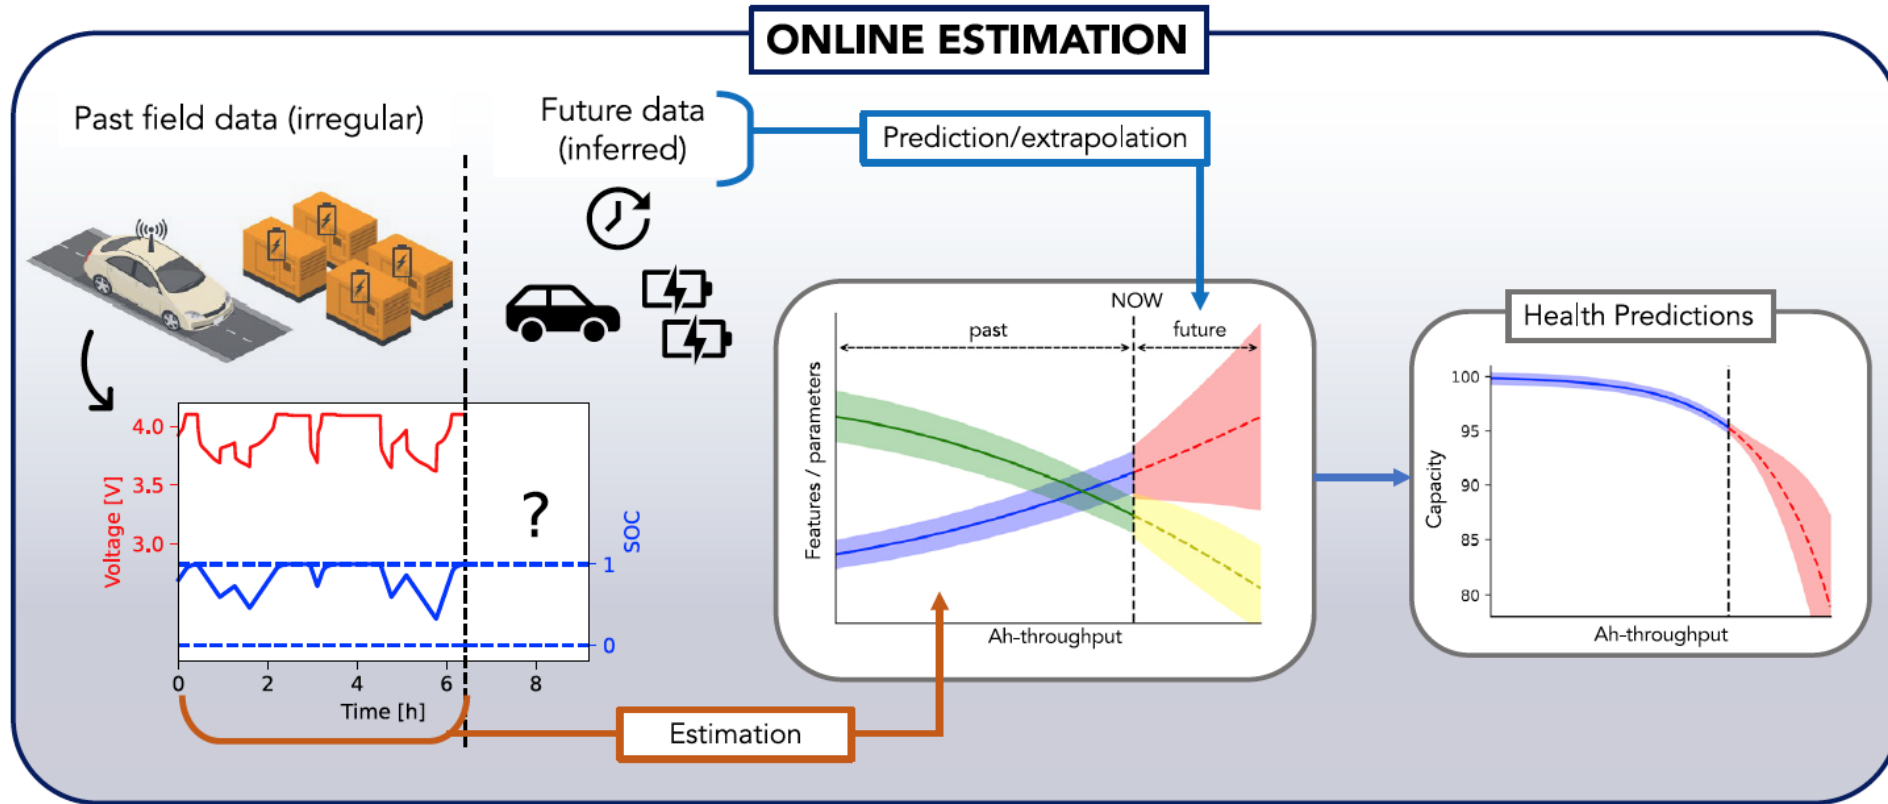 ONLINE ESTIMATION
Past field data (irregular)
Future data
(inferred)
Prediction/extrapolation
4.0
3.5
3.0
Voltage [V]
?
1
0
SOC
0 2 4 6 8
Time [h]
Estimation
NOW
past
future
Features / parameters
Ah-throughput
Health Predictions
100
95
90
85
80
Capacity
Ah-throughput